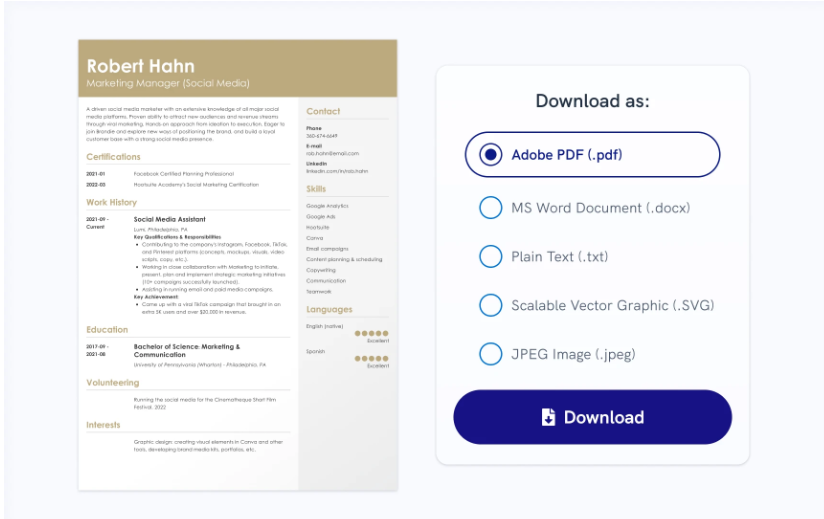 Robert Hahn
Marketing Manager (Social Media)
A driven social media marketer with an extensive knowledge of all major social
media platforms. Proven ability to attract new audiences and revenue streams
through viral marketing. Hands-on approach from ideation to execution. Eager to
join Brandie and explore new ways of positioning the brand, and build a loyal
customer base with a strong social media presence.
Certifications
2021-03 Facebook Certified Planning Professional
2022-03 Hootsuite Academy's Social Marketing Certification
Work History
2021-09 - Social Media Assistant
Current
Lumi, Philadelphia, PA
Key Qualifications & Responsibilities
• Contributing to the company's Instagram, Facebook, TikTok,
and Pinterest platforms (concepts, mockups, visuals, video
scripts, copy, etc.).
• Working in close collaboration with Marketing to initiate,
present, plan and implement strategic marketing initiatives
(10+ campaigns successfully launched).
• Assisting in running email and paid media campaigns.
Key Achievement:
• Came up with a viral TikTok campaign that brought in an
extra 5K users and over $20,000 in revenue.
Education
2017-09 - Bachelor of Science: Marketing &
2021-08 Communication
University of Pennsylvania (Wharton) - Philadelphia, PA
Volunteering
Running the social media for the Cinematheque Short Film
Festival, 2022
Interests
Graphic design: creating visual elements in Canva and other
tools, developing brand media kits, portfolios, etc.
Contact
Phone
360-674-6649
E-mail
rob.hahn@email.com
LinkedIn
Skills
Google Analytics
Google Ads
Hootsuite
Canva
Email campaigns
Content planning & scheduling
Copywriting
Communication
Teamwork
Languages
English (native)
Excellent
Spanish
Excellent
Download as:
Adobe PDF (.pdf)
MS Word Document (.docx)
Plain Text (.txt)
Scalable Vector Graphic (.SVG)
JPEG Image (.jpeg)
Download